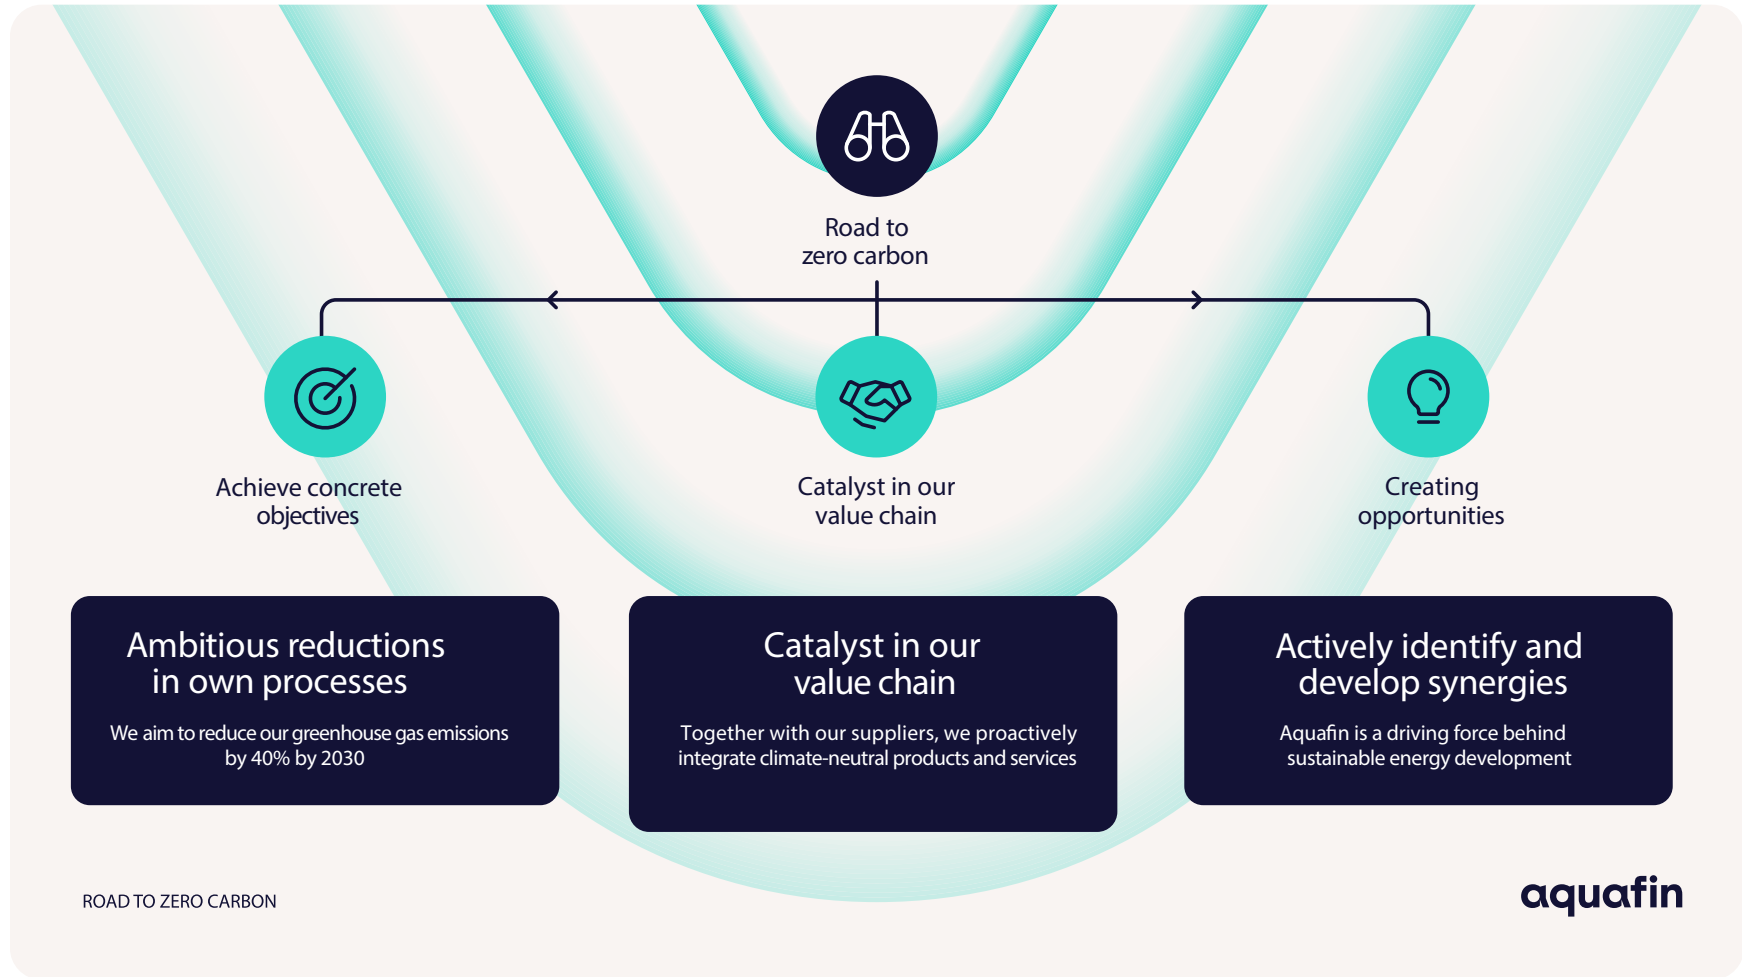 Road to
zero carbon
Achieve concrete
objectives
Catalyst in our
value chain
Creating
opportunities
Ambitious reductions
in own processes
We aim to reduce our greenhouse gas emissions
by 40% by 2030
Catalyst in our
value chain
Together with our suppliers, we proactively
integrate climate-neutral products and services
Actively identify and
develop synergies
Aquafin is a driving force behind
sustainable energy development
ROAD TO ZERO CARBON
aquafin